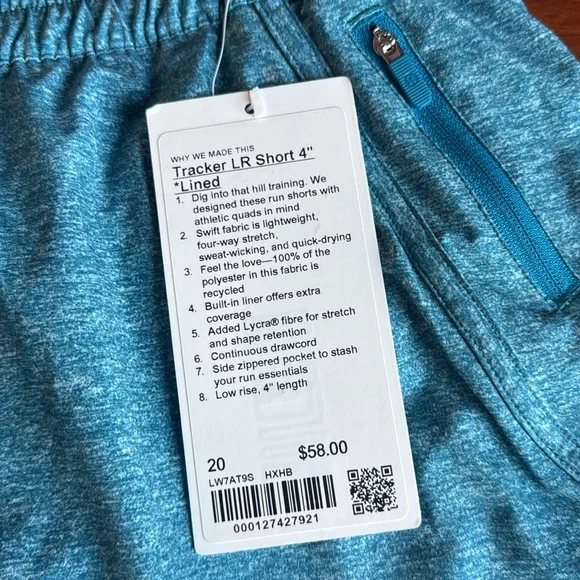 WHY WE MADE THIS
Tracker LR Short 4"
*Lined
1. Dig into that hill training. We
designed these run shorts with
athletic quads in mind
2. Swift fabric is lightweight,
four-way stretch,
sweat-wicking, and quick-drying
3. Feel the love—100% of the
polyester in this fabric is
recycled
4. Built-in liner offers extra
coverage
5. Added Lycra® fibre for stretch
and shape retention
6. Continuous drawcord
7. Side zippered pocket to stash
your run essentials
8. Low rise, 4" length
20 $58.00
LW7AT9S HXHB
000127427921